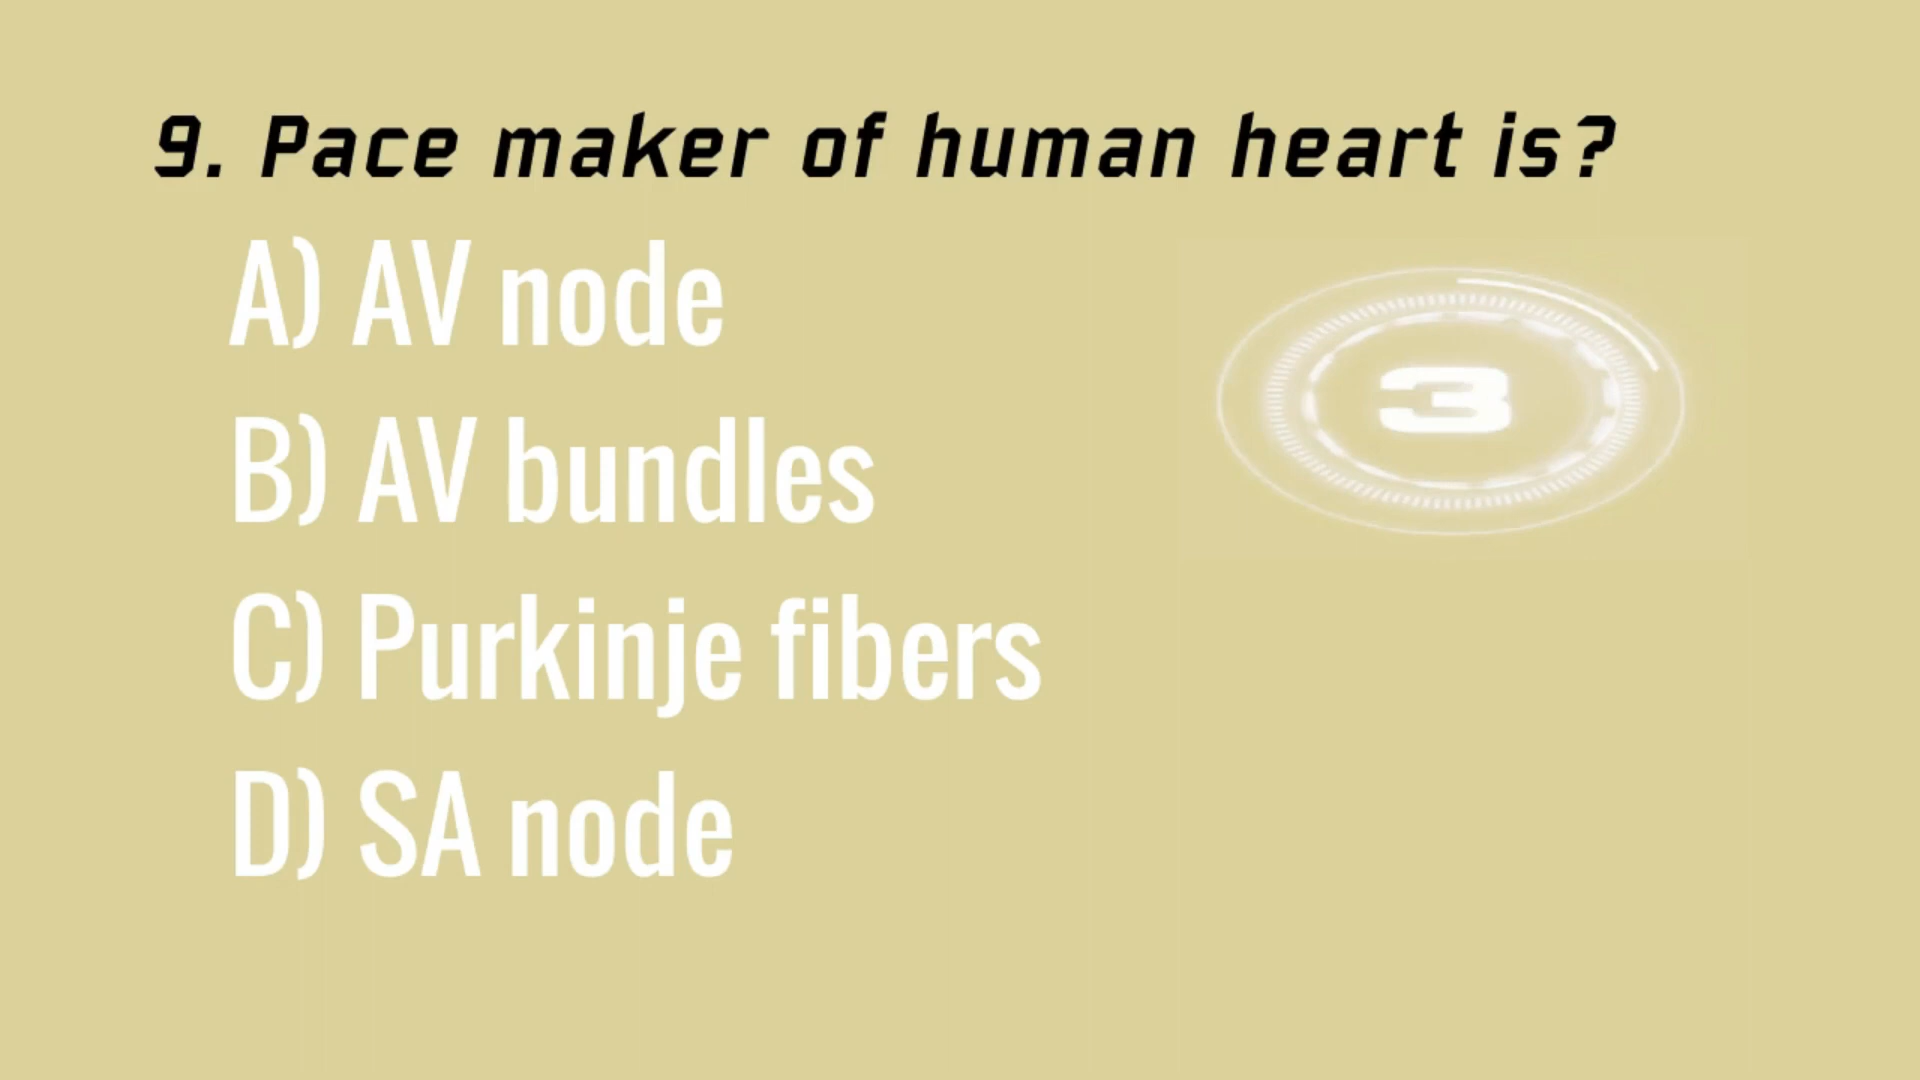 9. Pace maker of human heart is?
A) AV node
3
B) AV bundles
C) Purkinje fibers
D) SA node